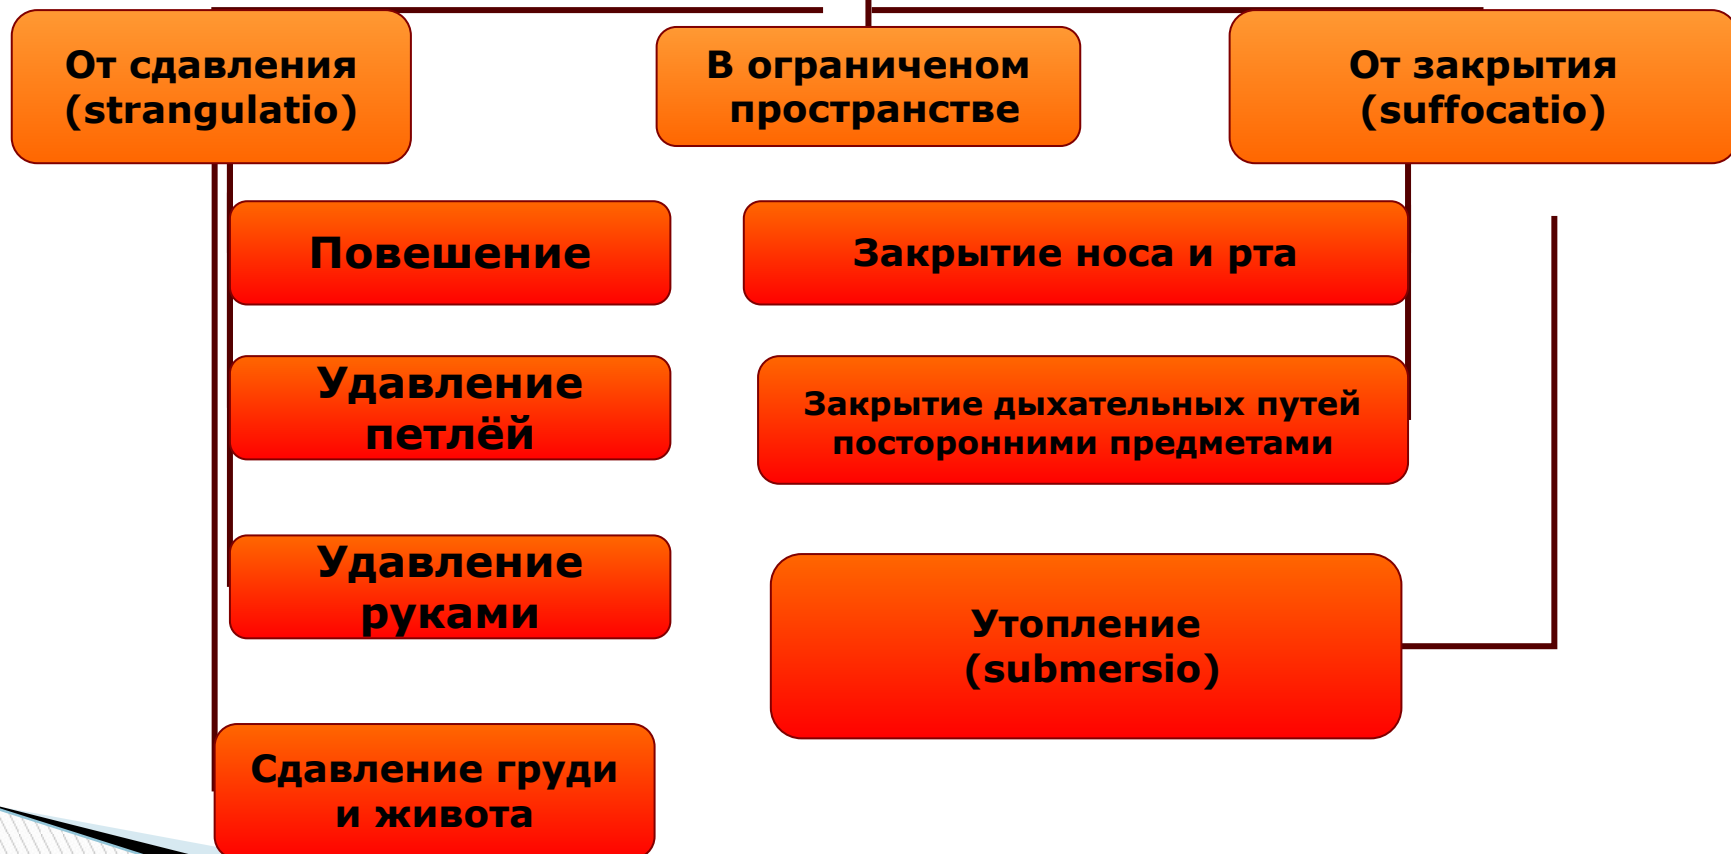 От сдавления
(strangulatio)
В ограниченом
пространстве
От закрытия
(suffocatio)
Повешение
Удавление
петлёй
Удавление
руками
Сдавление груди
и живота
Закрытие носа и рта
Закрытие дыхательных путей
посторонними предметами
Утопление
(submersio)